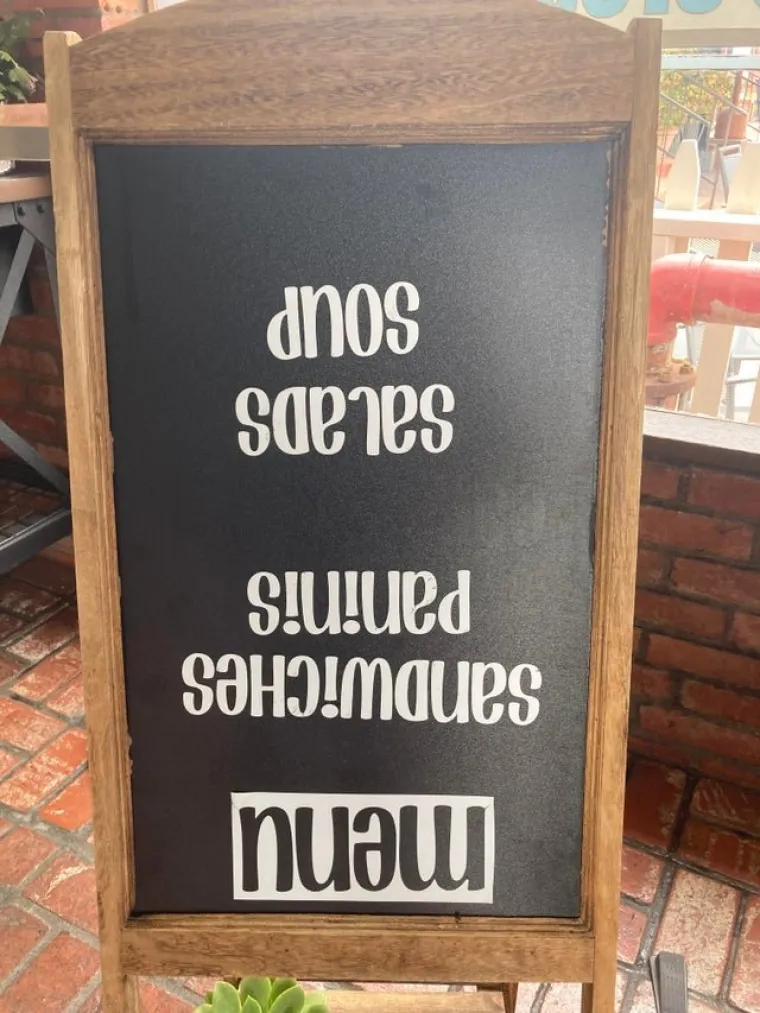 menu
sandwiches
paninis
salads
soup